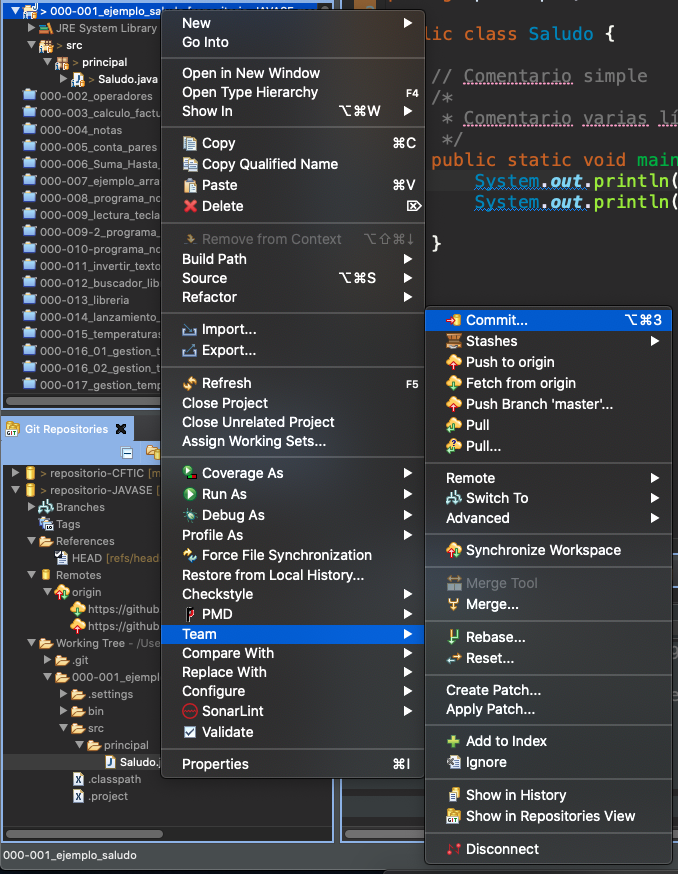 > 000-001_ejemplo_saludo
> JRE System Library
> src
> principal
> Saludo.java
000-002_operadores
000-003_calculo_factu
000-004_notas
000-005_conta_pares
000-006_Suma_Hasta_
000-007_ejemplo_arra
000-008_programa_no
000-009_lectura_tecla
000-009-2_programa_
000-010-programa_no
000-011_invertir_texto
000-012_buscador_lib
000-013_libreria
000-014_lanzamiento_
000-015_temperaturas
000-016_01_gestion_t
000-016_02_gestion_t
000-017_gestion_temp
Git Repositories
> repositorio-CFTIC [m
> repositorio-JAVASE [
Branches
Tags
References
HEAD [refs/head
Remotes
origin
https://github
https://github
Working Tree - /Use
.git
000-001_ejempl
.settings
bin
src
principal
Saludo.j
.classpath
.project
000-001_ejemplo_saludo
New
Go Into
Open in New Window
Open Type Hierarchy F4
Show In ⌥⌘W
Copy ⌘C
Copy Qualified Name
Paste ⌘V
Delete ⌦
Remove from Context ⌥⇧⌘↓
Build Path
Source ⌥⌘S
Refactor
Import...
Export...
Refresh F5
Close Project
Close Unrelated Project
Assign Working Sets...
Coverage As
Run As
Debug As
Profile As
Force File Synchronization
Restore from Local History...
Checkstyle
PMD
Team
Compare With
Replace With
Configure
SonarLint
Validate
Properties ⌘I
lic class Saludo {
// Comentario simple
/*
* Comentario varias lí
*/
public static void main
System.out.println(
System.out.println(
}
Commit... ⌥⌘3
Stashes
Push to origin
Fetch from origin
Push Branch 'master'...
Pull
Pull...
Remote
Switch To
Advanced
Synchronize Workspace
Merge Tool
Merge...
Rebase...
Reset...
Create Patch...
Apply Patch...
Add to Index
Ignore
Show in History
Show in Repositories View
Disconnect